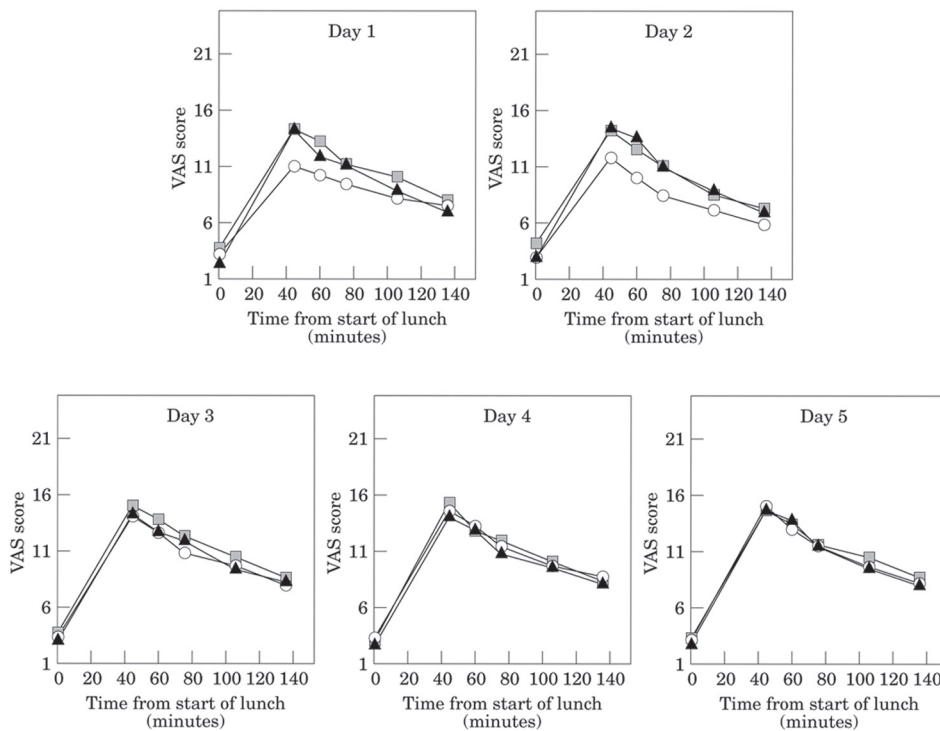 Day 1
21
16
11
6
1
VAS score
0 20 40 60 80 100 120 140
Time from start of lunch
(minutes)
Day 2
21
16
11
6
1
VAS score
0 20 40 60 80 100 120 140
Time from start of lunch
(minutes)
Day 3
21
16
11
6
1
VAS score
0 20 40 60 80 100 120 140
Time from start of lunch
(minutes)
Day 4
21
16
11
6
1
VAS score
0 20 40 60 80 100 120 140
Time from start of lunch
(minutes)
Day 5
21
16
11
6
1
VAS score
0 20 40 60 80 100 120 140
Time from start of lunch
(minutes)